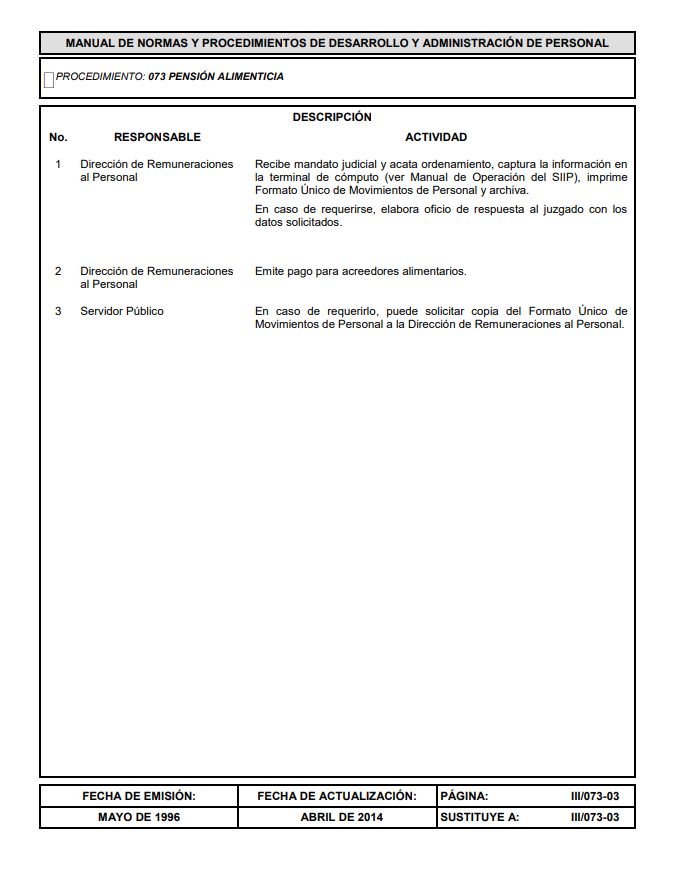 MANUAL DE NORMAS Y PROCEDIMIENTOS DE DESARROLLO Y ADMINISTRACIÓN DE PERSONAL
PROCEDIMIENTO: 073 PENSIÓN ALIMENTICIA
DESCRIPCIÓN
No. RESPONSABLE ACTIVIDAD
1 Dirección de Remuneraciones Recibe mandato judicial y acata ordenamiento, captura la información en
al Personal la terminal de cómputo (ver Manual de Operación del SIIP), imprime
Formato Único de Movimientos de Personal y archiva.
En caso de requerirse, elabora oficio de respuesta al juzgado con los
datos solicitados.
2 Dirección de Remuneraciones Emite pago para acreedores alimentarios.
al Personal
3 Servidor Público En caso de requerirlo, puede solicitar copia del Formato Único de
Movimientos de Personal a la Dirección de Remuneraciones al Personal.
FECHA DE EMISIÓN: FECHA DE ACTUALIZACIÓN: PÁGINA: III/073-03
MAYO DE 1996 ABRIL DE 2014 SUSTITUYE A: III/073-03